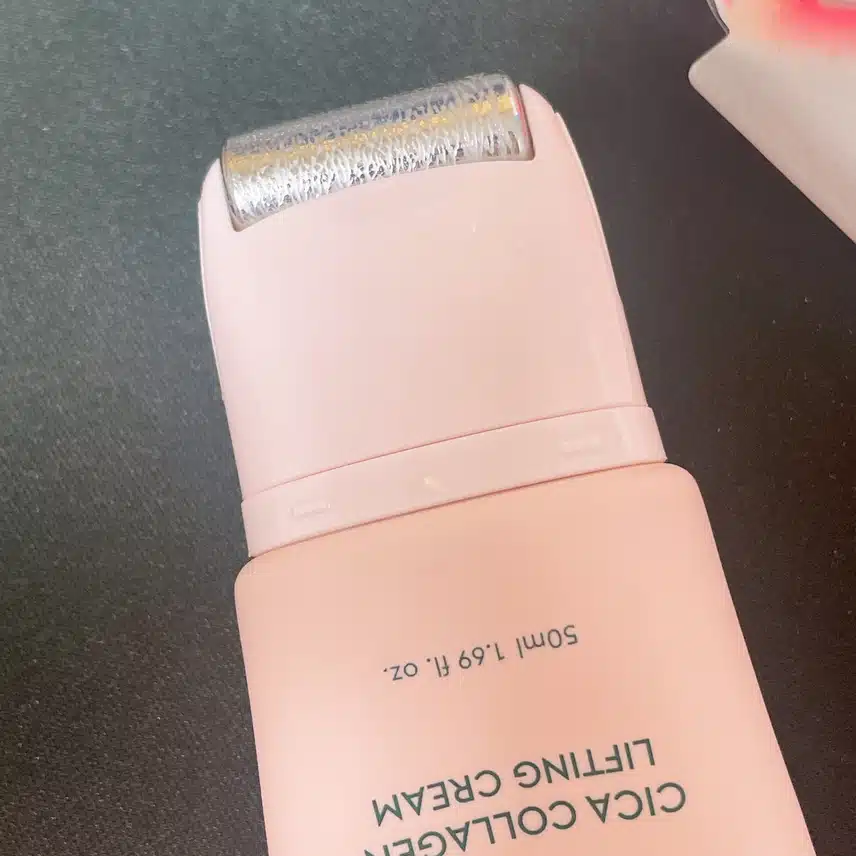 CICA COLLAGEN
LIFTING CREAM
50ml 1.69 fl. oz.